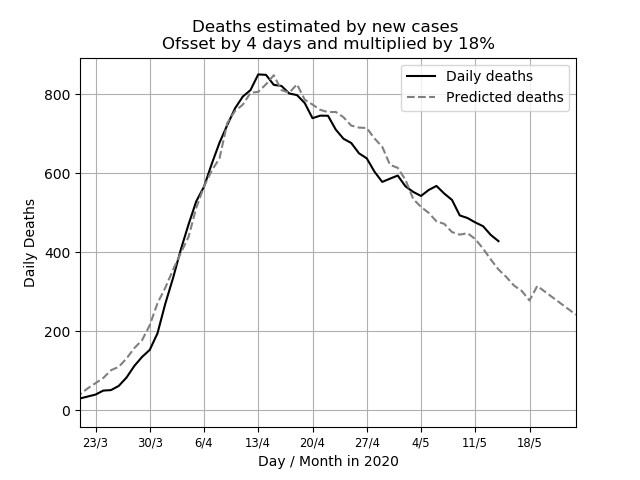 Deaths estimated by new cases
Ofsset by 4 days and multiplied by 18%
Daily deaths
Predicted deaths
800
600
400
200
0
Daily Deaths
23/3 30/3 6/4 13/4 20/4 27/4 4/5 11/5 18/5
Day / Month in 2020